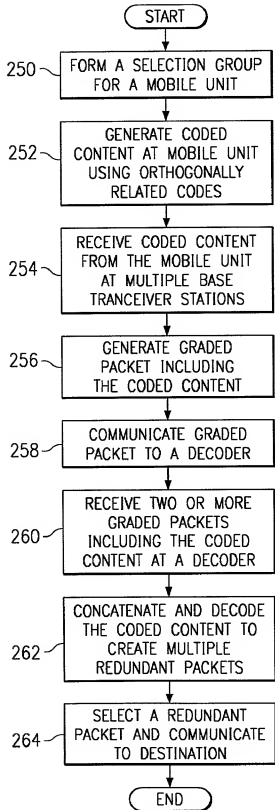 START
250
FORM A SELECTION GROUP
FOR A MOBILE UNIT
252
GENERATE CODED
CONTENT AT MOBILE UNIT
USING ORTHOGONALLY
RELATED CODES
254
RECEIVE CODED CONTENT
FROM THE MOBILE UNIT
AT MULTIPLE BASE
TRANCEIVER STATIONS
256
GENERATE GRADED
PACKET INCLUDING
THE CODED CONTENT
258
COMMUNICATE GRADED
PACKET TO A DECODER
260
RECEIVE TWO OR MORE
GRADED PACKETS
INCLUDING THE CODED
CONTENT AT A DECODER
262
CONCATENATE AND DECODE
THE CODED CONTENT TO
CREATE MULTIPLE
REDUNDANT PACKETS
264
SELECT A REDUNDANT
PACKET AND COMMUNICATE
TO DESTINATION
END